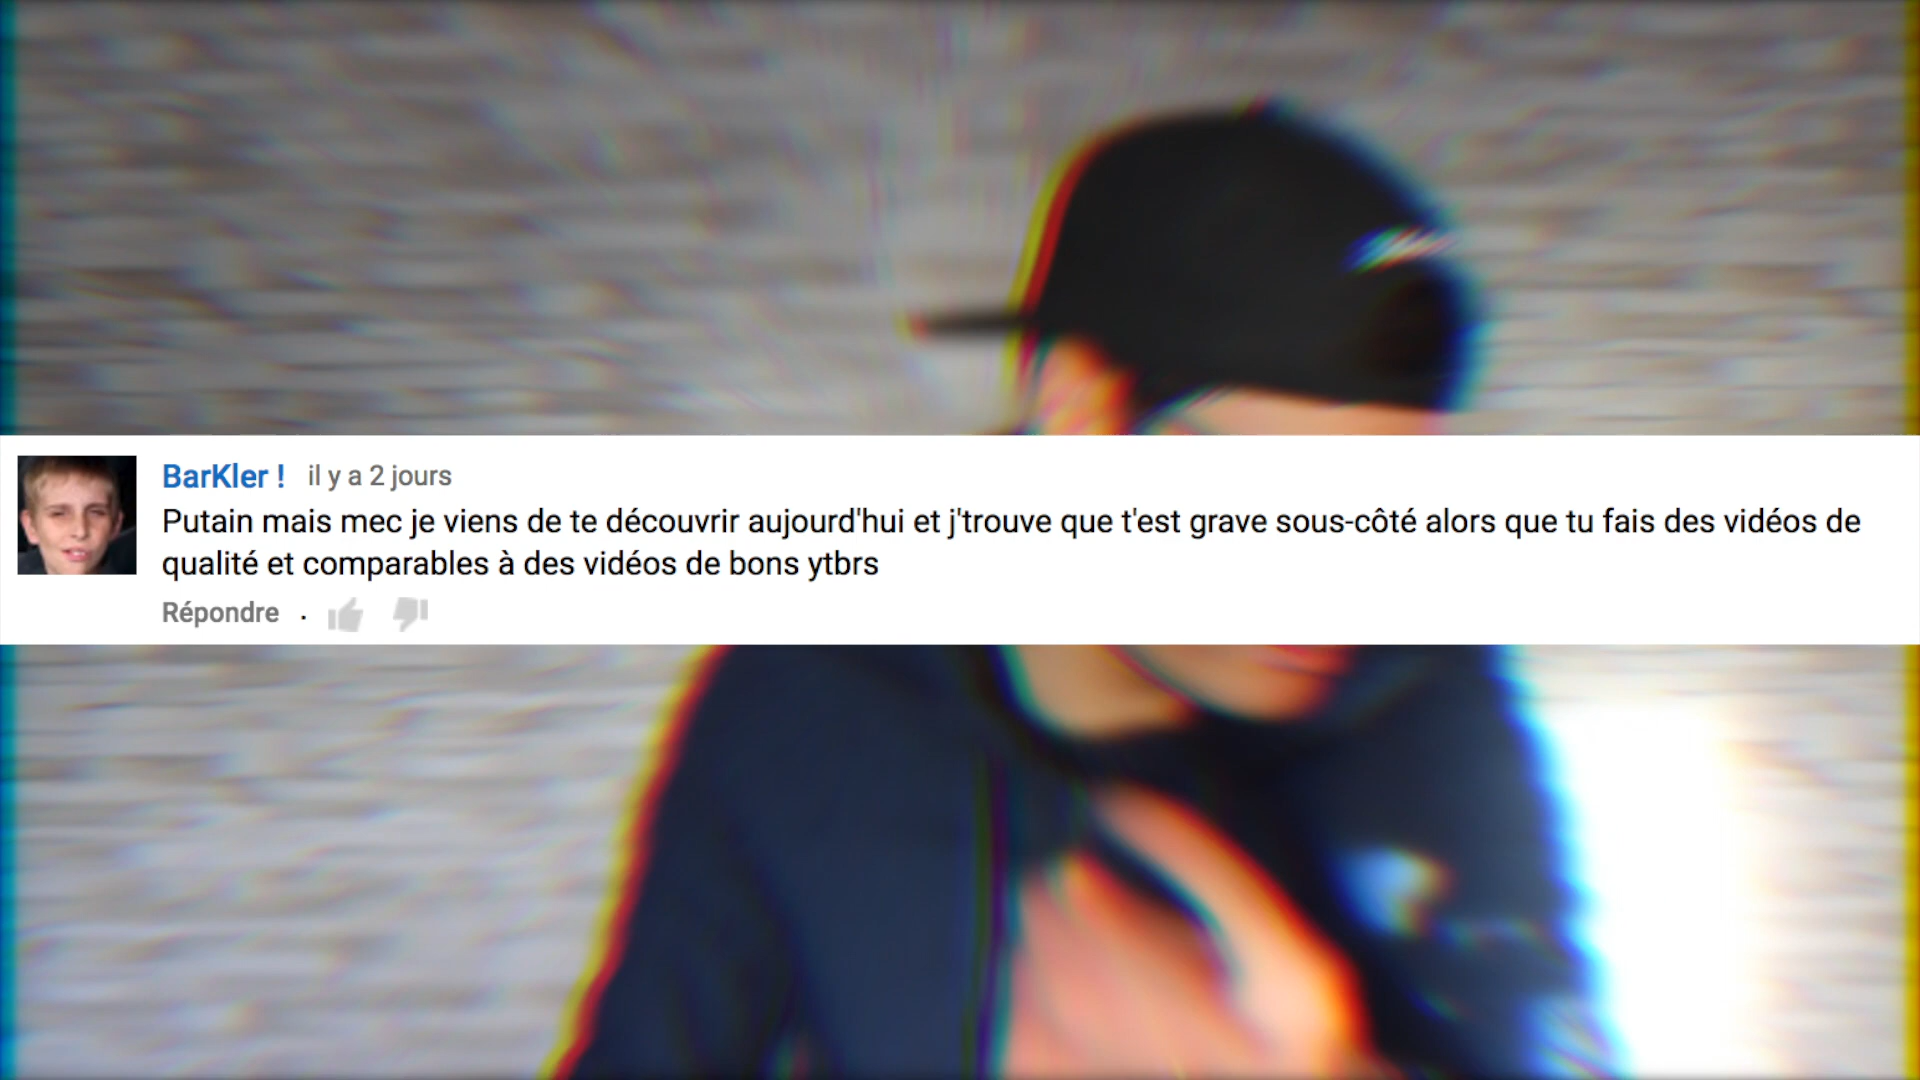 BarKler ! il y a 2 jours
Putain mais mec je viens de te découvrir aujourd'hui et j'trouve que t'est grave sous-côté alors que tu fais des vidéos de
qualité et comparables à des vidéos de bons ytbrs
Répondre .